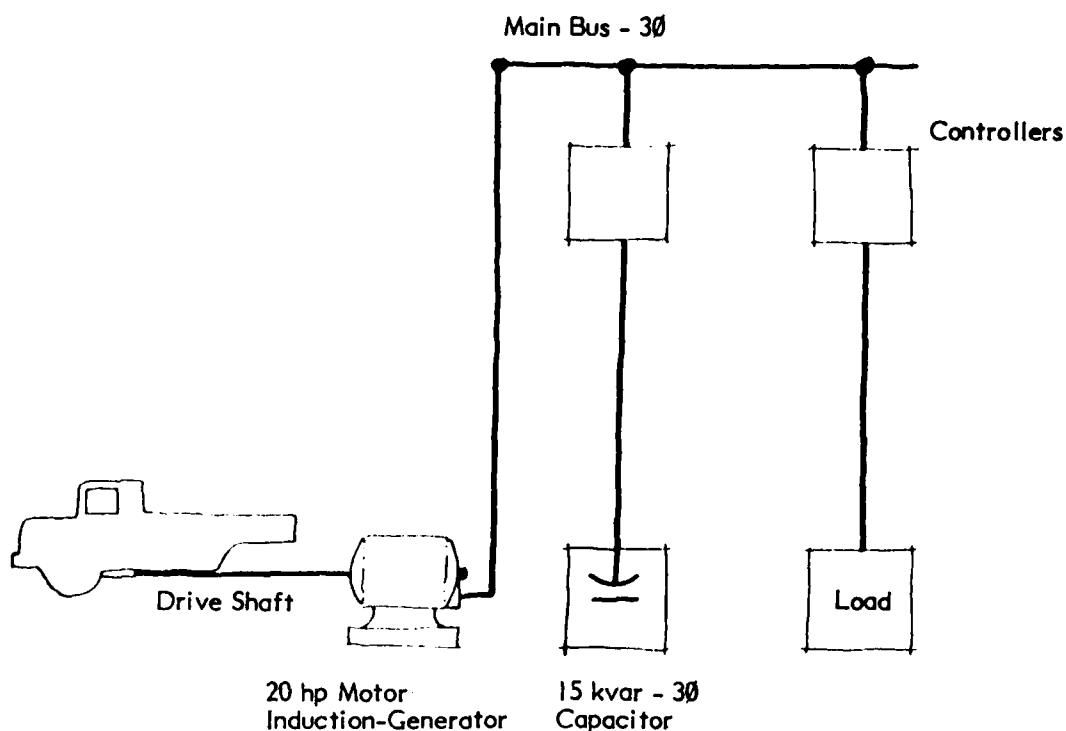 Main Bus - 3Ø
Controllers
Drive Shaft
Load
20 hp Motor
Induction-Generator
15 kvar - 3Ø
Capacitor